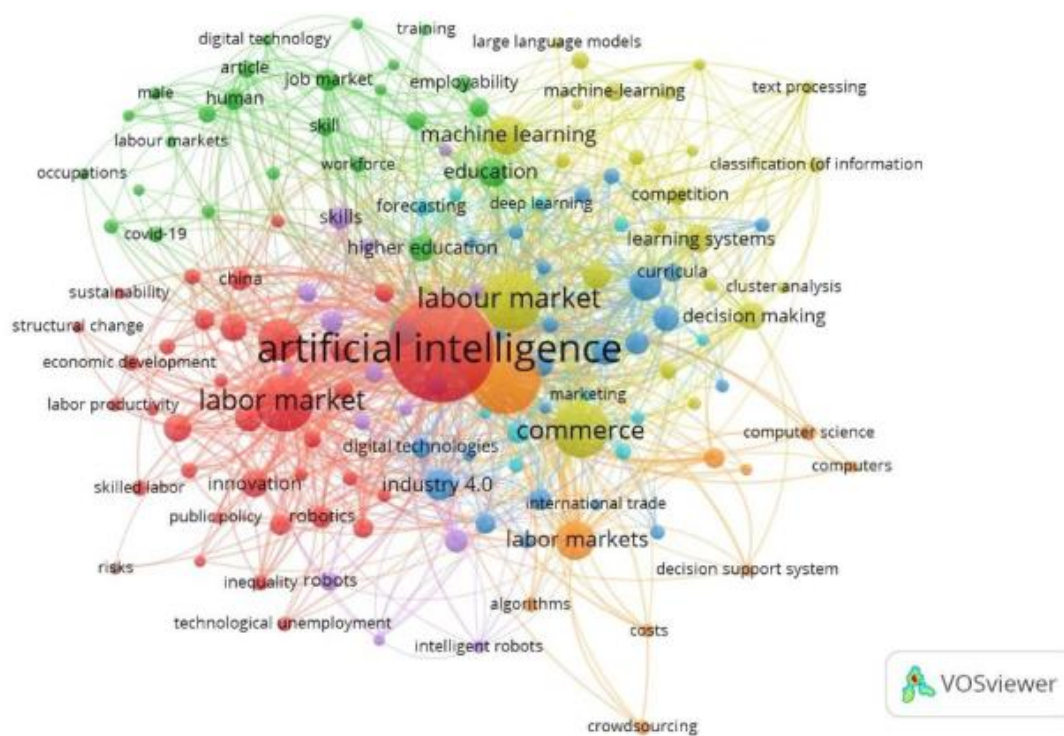 training
digital technology
large language models
article
job market
employability
machine-learning
text processing
male
human
labour markets
skill
machine learning
occupations
workforce
education
classification (of information
forecasting
deep learning
competition
skills
covid-19
higher education
learning systems
china
curricula
sustainability
labour market
cluster analysis
structural change
decision making
artificial intelligence
economic development
labor productivity
labor market
marketing
commerce
computer science
digital technologies
computers
skilled labor
innovation
industry 4.0
international trade
public policy
robotics
labor markets
risks
inequality
robots
decision support system
algorithms
technological unemployment
costs
intelligent robots
VOSviewer
crowdsourcing